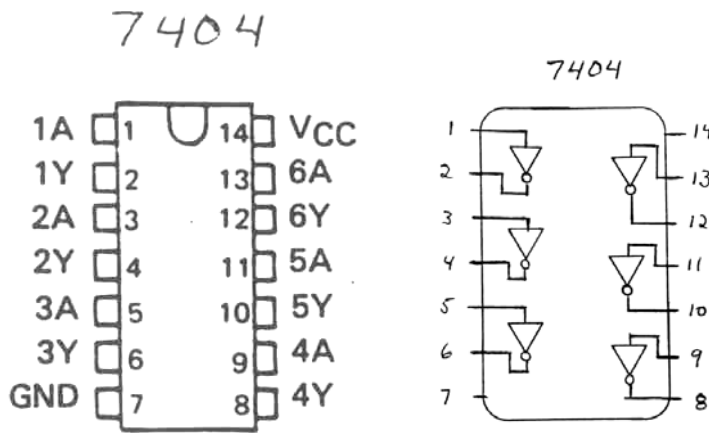 7404
1A 1 14 VCC
1Y 2 13 6A
2A 3 12 6Y
2Y 4 11 5A
3A 5 10 5Y
3Y 6 9 4A
GND 7 8 4Y
7404
1 14
2 13
3 12
4 11
5 10
6 9
7 8